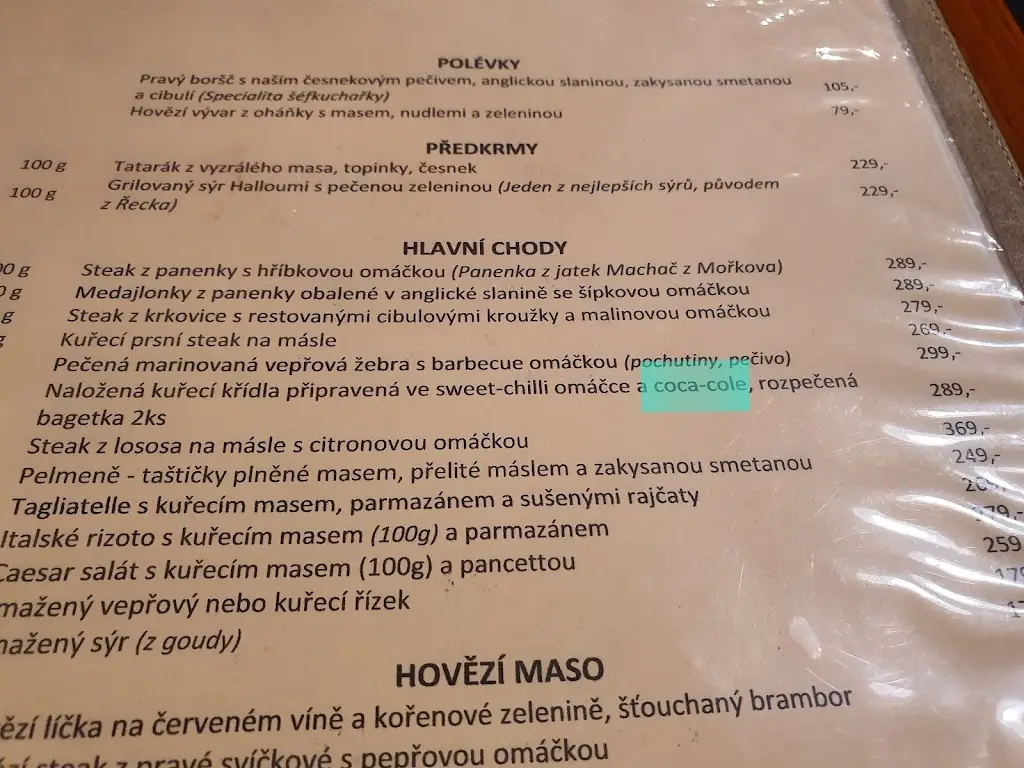 POLÉVKY
Pravý boršč s naším česnekovým pečivem, anglickou slaninou, zakysanou smetanou 105,-
a cibulí (Specialita šéfkuchařky)
Hovězí vývar z oháňky s masem, nudlemi a zeleninou 79,-
PŘEDKRMY
100 g Tatarák z vyzrálého masa, topinky, česnek 229,-
100 g Grilovaný sýr Halloumi s pečenou zeleninou (Jeden z nejlepších sýrů, původem 229,-
z Řecka)
HLAVNÍ CHODY
g Steak z panenky s hříbkovou omáčkou (Panenka z jatek Machač z Mořkova) 289,-
g Medajlonky z panenky obalené v anglické slanině se šípkovou omáčkou 289,-
g Steak z krkovice s restovanými cibulovými kroužky a malinovou omáčkou 279,-
Kuřecí prsní steak na másle 269,-
Pečená marinovaná vepřová žebra s barbecue omáčkou (pochutiny, pečivo) 299,-
Naložená kuřecí křídla připravená ve sweet-chilli omáčce a coca-cole, rozpečená 289,-
bagetka 2ks
Steak z lososa na másle s citronovou omáčkou 369,-
Pelmeně - taštičky plněné masem, přelité máslem a zakysanou smetanou 249,-
Tagliatelle s kuřecím masem, parmazánem a sušenými rajčaty
Italské rizoto s kuřecím masem (100g) a parmazánem
Caesar salát s kuřecím masem (100g) a pancettou 259
vepřový nebo kuřecí řízek
sýr (z goudy)
HOVĚZÍ MASO
líčka na červeném víně a kořenové zelenině, šťouchaný brambor
steak z pravé svíčkové s pepřovou omáčkou